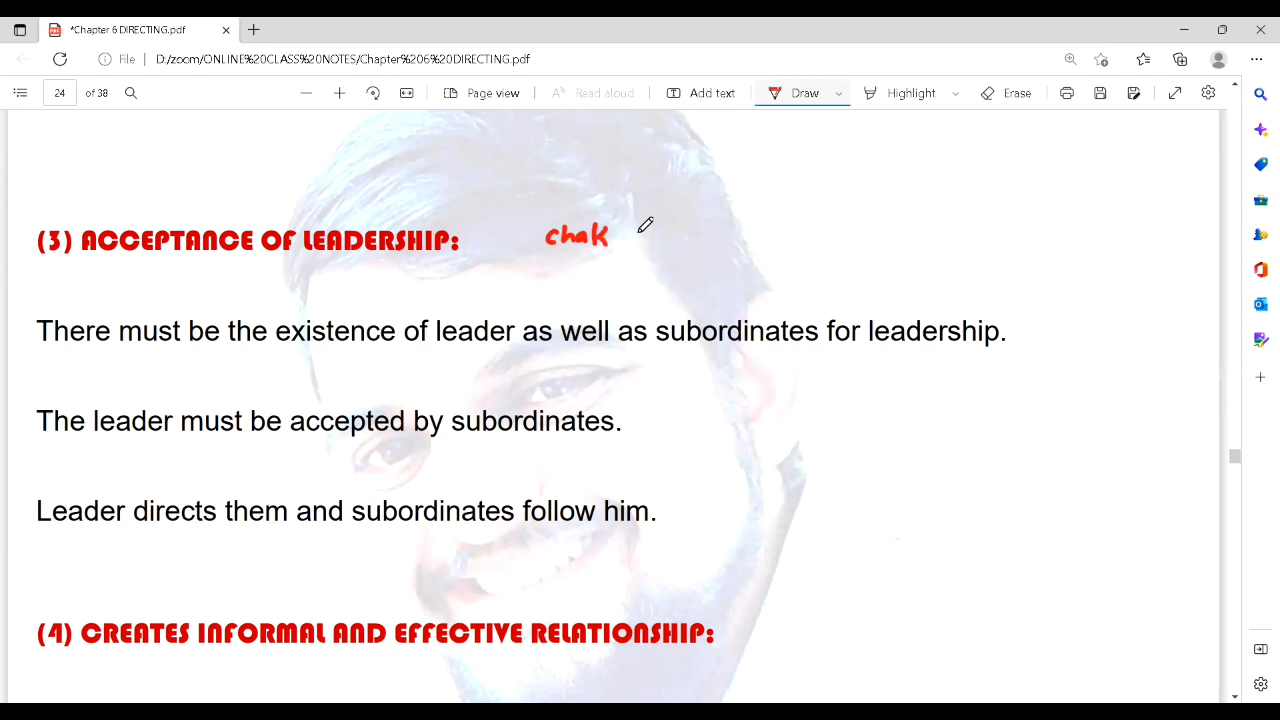 *Chapter 6 DIRECTING.pdf
File D:/zoom/ONLINE%20CLASS%20NOTES/Chapter%206%20DIRECTING.pdf
24 of 38 Page view Read aloud Add text Draw Highlight Erase
(3) ACCEPTANCE OF LEADERSHIP: chak
There must be the existence of leader as well as subordinates for leadership.
The leader must be accepted by subordinates.
Leader directs them and subordinates follow him.
(4) CREATES INFORMAL AND EFFECTIVE RELATIONSHIP: